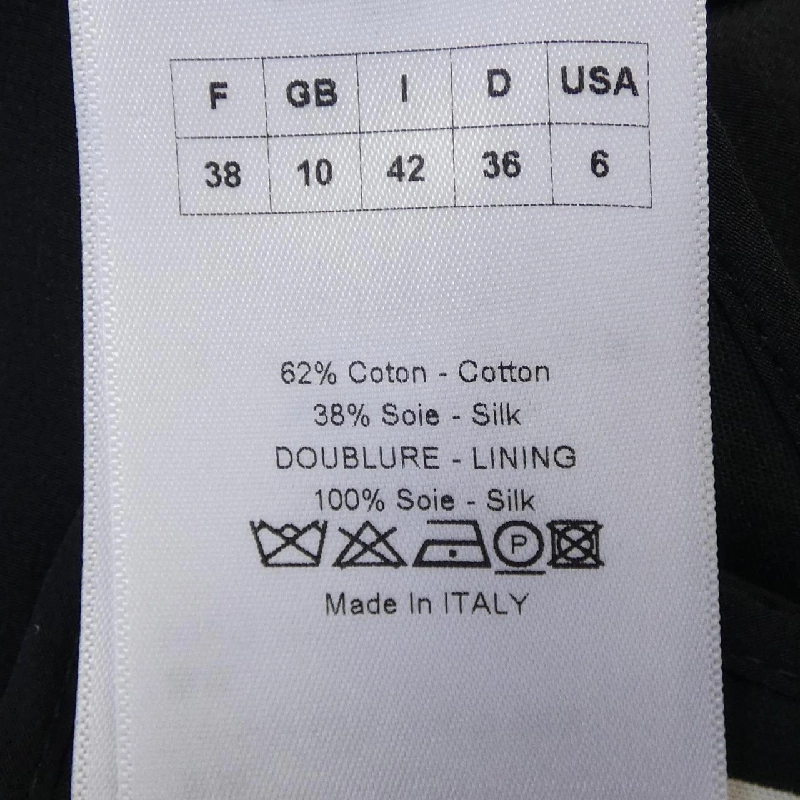 F GB I D USA
38 10 42 36 6
62% Coton - Cotton
38% Soie - Silk
DOUBLURE - LINING
100% Soie - Silk
P
Made In ITALY